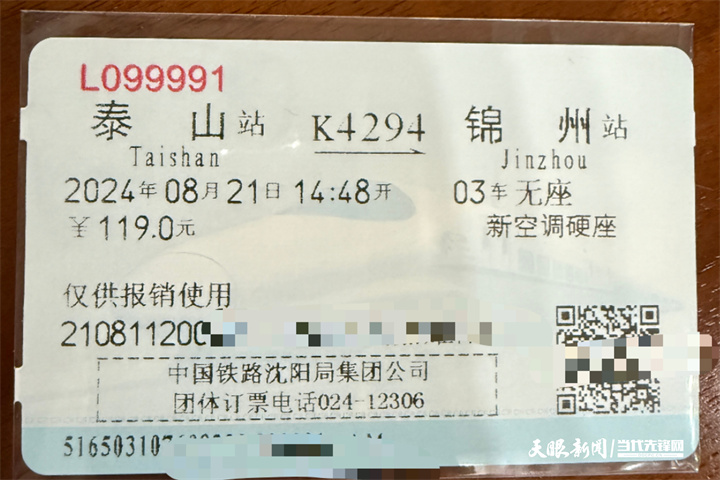 L099991
泰山站 K4294 锦州站
Taishan Jinzhou
2024年08月21日 14:48开 03车无座
￥119.0元 新空调硬座
仅供报销使用
210811200
中国铁路沈阳局集团公司
团体订票电话024-12306
516503107
天眼新闻 当代先锋网